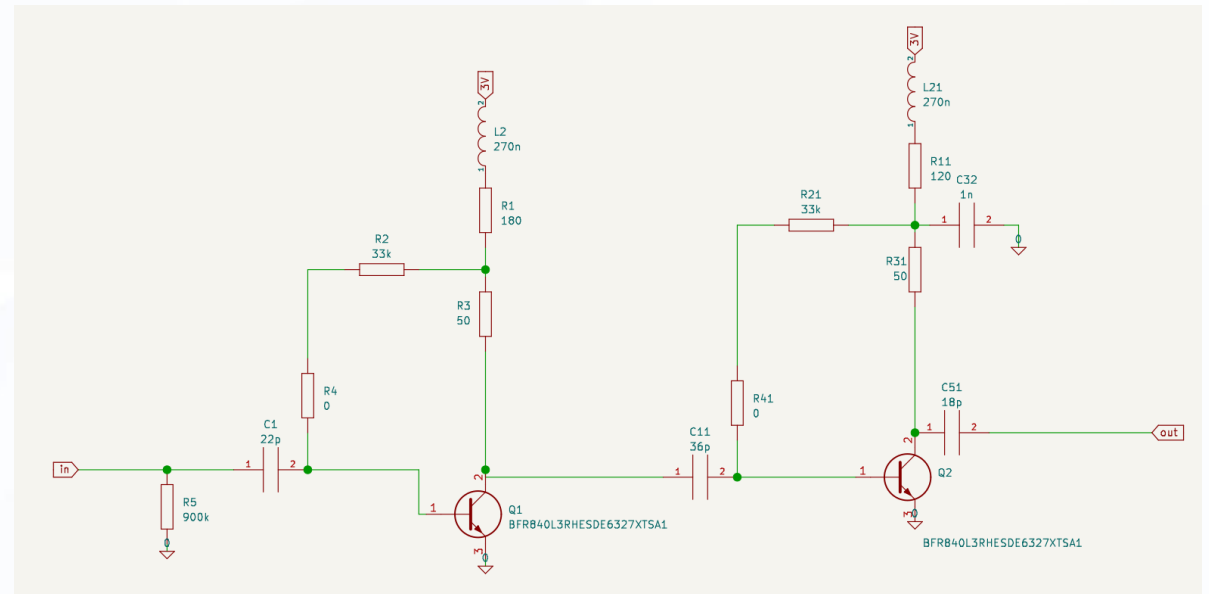 3V
2
L2
270n
1
R1
180
R2
33k
R3
50
R4
0
C1
22p
1
2
in
R5
900k
0
2
1
Q1
BFR840L3RHESDE6327XTSA1
3
0
3V
2
L21
270n
1
R11
120
C32
1n
1
2
0
R21
33k
R31
50
R41
0
C11
36p
1
2
C51
18p
1
2
out
2
1
Q2
3
0
BFR840L3RHESDE6327XTSA1